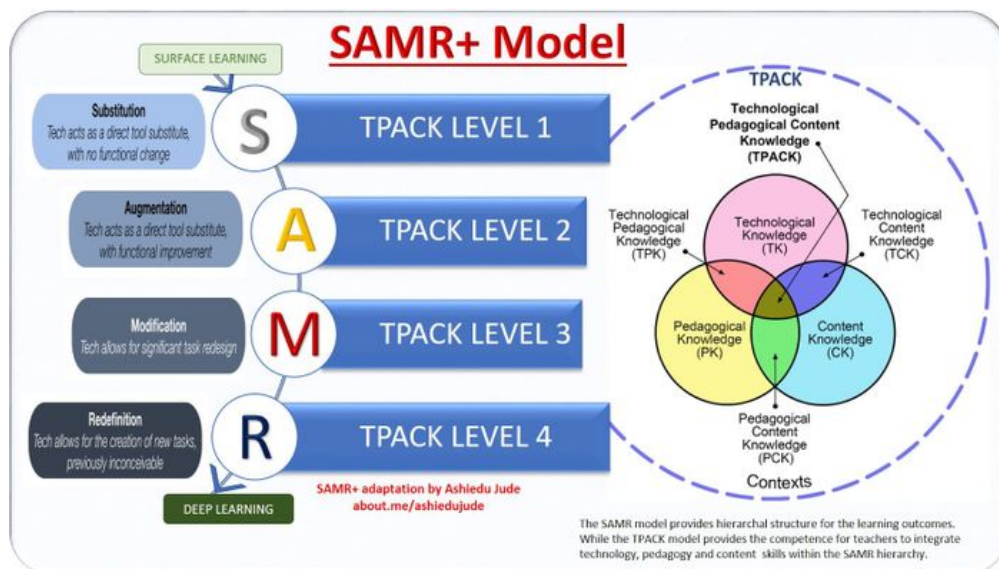 SAMR+ Model
SURFACE LEARNING
Substitution
Tech acts as a direct tool substitute,
with no functional change
S
TPACK LEVEL 1
Augmentation
Tech acts as a direct tool substitute,
with functional improvement
A
TPACK LEVEL 2
Modification
Tech allows for significant task redesign
M
TPACK LEVEL 3
Redefinition
Tech allows for the creation of new tasks,
previously inconceivable
R
TPACK LEVEL 4
DEEP LEARNING
SAMR+ adaptation by Ashiedu Jude
about.me/ashiedujude
TPACK
Technological
Pedagogical Content
Knowledge
(TPACK)
Technological
Pedagogical
Knowledge
(TPK)
Technological
Knowledge
(TK)
Technological
Content
Knowledge
(TCK)
Pedagogical
Knowledge
(PK)
Content
Knowledge
(CK)
Pedagogical
Content
Knowledge
(PCK)
Contexts
The SAMR model provides hierarchal structure for the learning outcomes.
While the TPACK model provides the competence for teachers to integrate
technology, pedagogy and content skills within the SAMR hierarchy.